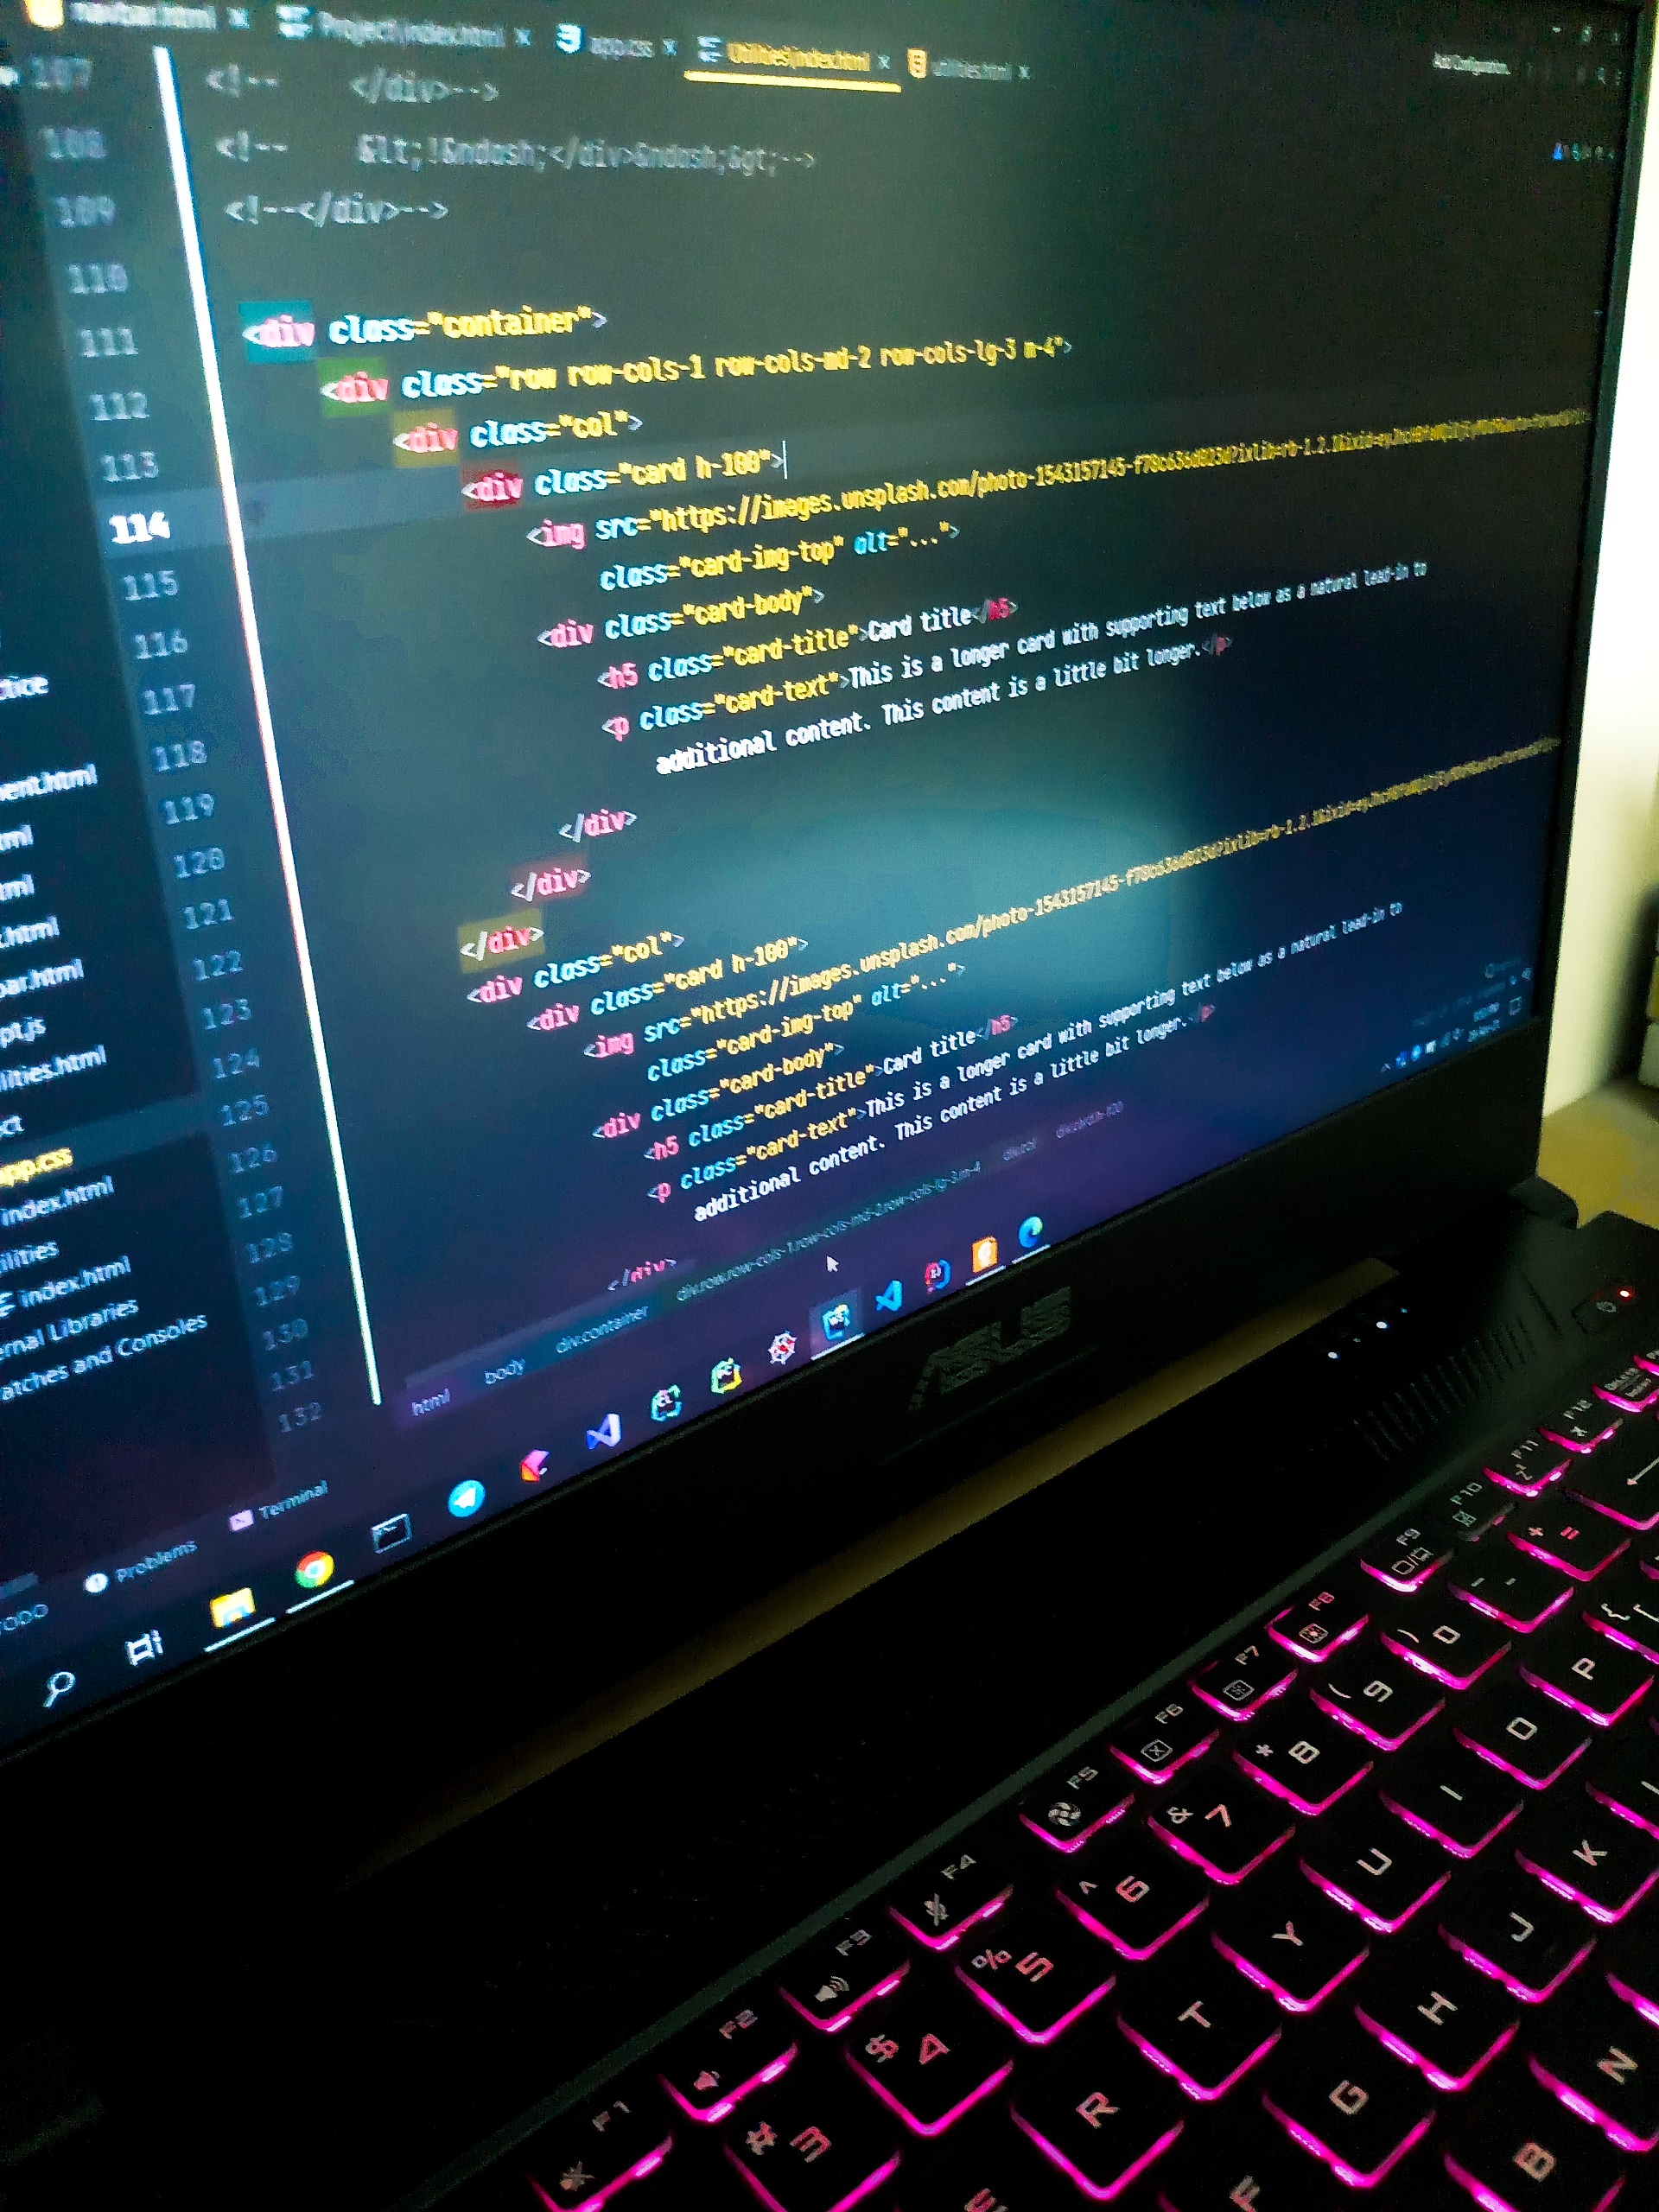 navbar.html × Project\index.html × app.css × Utilities\index.html × utilities.html ×
Add Configuration...
107 <!-- </div>-->
108 <!-- &lt;!&ndash;</div>&ndash;&gt;-->
109 <!--</div>-->
110
111 <div class="container">
112 <div class="row row-cols-1 row-cols-md-2 row-cols-lg-3 m-4">
113 <div class="col">
114 <div class="card h-100">
115 <img src="https://images.unsplash.com/photo-1543157145-f78c636d023d?ixlib=rb-1.2.1&ixid=
116 class="card-img-top" alt="...">
117 <div class="card-body">
118 <h5 class="card-title">Card title</h5>
119 <p class="card-text">This is a longer card with supporting text below as a natural lead-in to
120 additional content. This content is a little bit longer.</p>
121
122 </div>
123 </div>
124 </div>
125 <div class="col">
126 <div class="card h-100">
127 <img src="https://images.unsplash.com/photo-1543157145-f78c636d023d?ixlib=rb-1.2.1&ixid=
128 class="card-img-top" alt="...">
129 <div class="card-body">
130 <h5 class="card-title">Card title</h5>
131 <p class="card-text">This is a longer card with supporting text below as a natural lead-in to
132 additional content. This content is a little bit longer.</p>
</div>
ctice
ent.html
ml
ml
.html
bar.html
pt.js
ilities.html
ct
app.css
index.html
ilities
index.html
rnal Libraries
atches and Consoles
html body div.container div.row.row-cols-1.row-cols-md-2.row-cols-lg-3.m-4 div.col div.card.h-100
TODO Problems Terminal
ASUS
F1 F2 F3 F4 F5 F6 F7 F8 F9 F10 F11 F12
# 3 $ 4 % 5 ^ 6 & 7 * 8 ( 9 ) 0 - + =
R T Y U I O P { [
F G H J K
B N